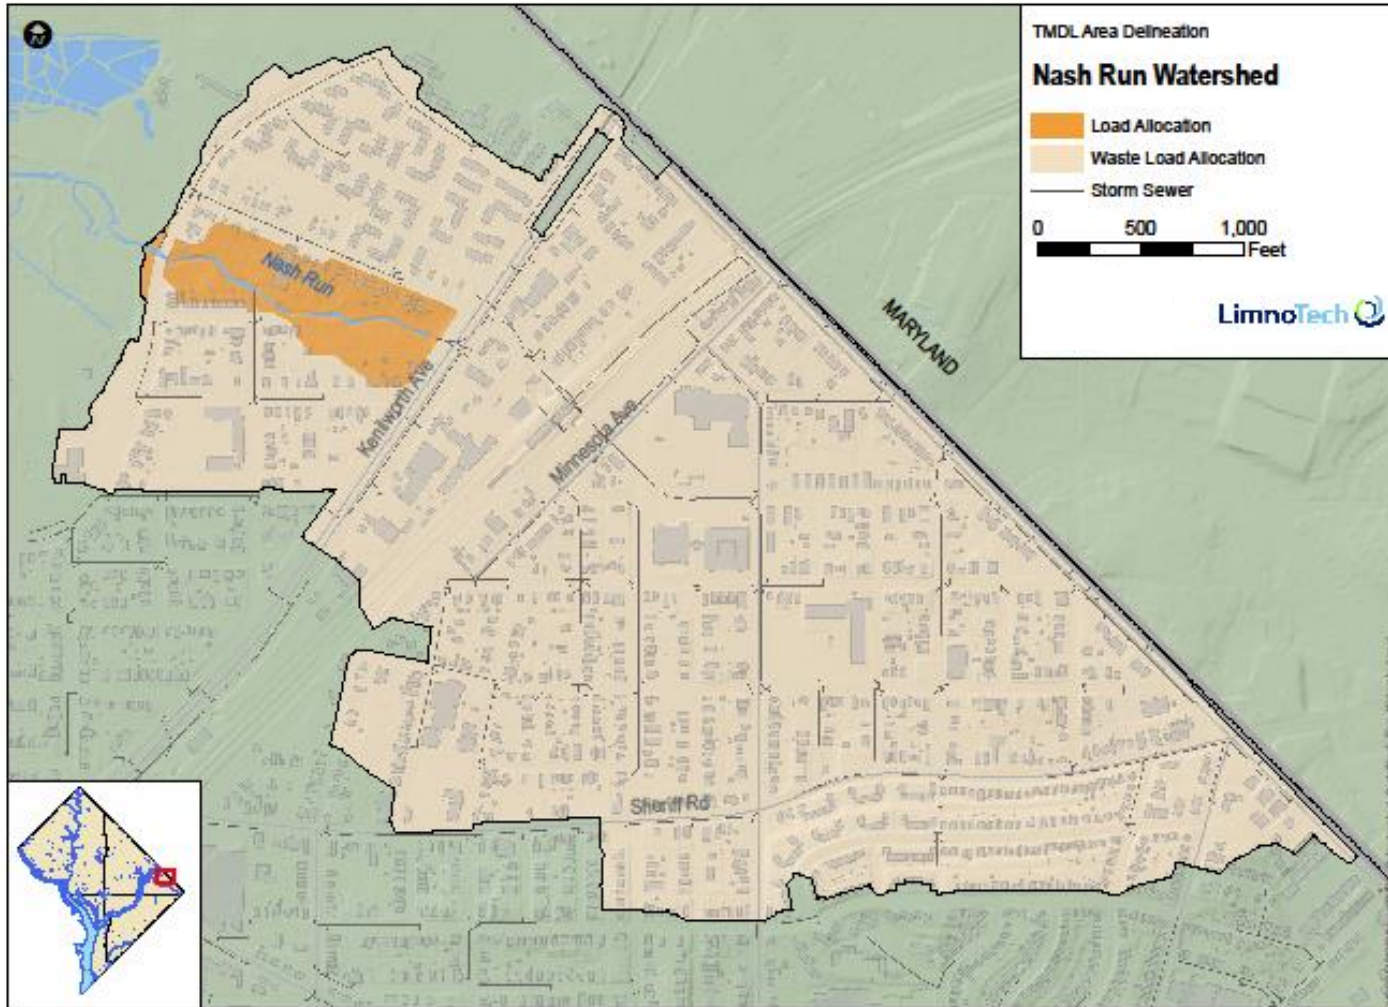 N
TMDL Area Delineation
Nash Run Watershed
Load Allocation
Waste Load Allocation
Storm Sewer
0 500 1,000
Feet
LimnoTech
MARYLAND
Nash Run
Kenilworth Ave
Minnesota Ave
Sheriff Rd